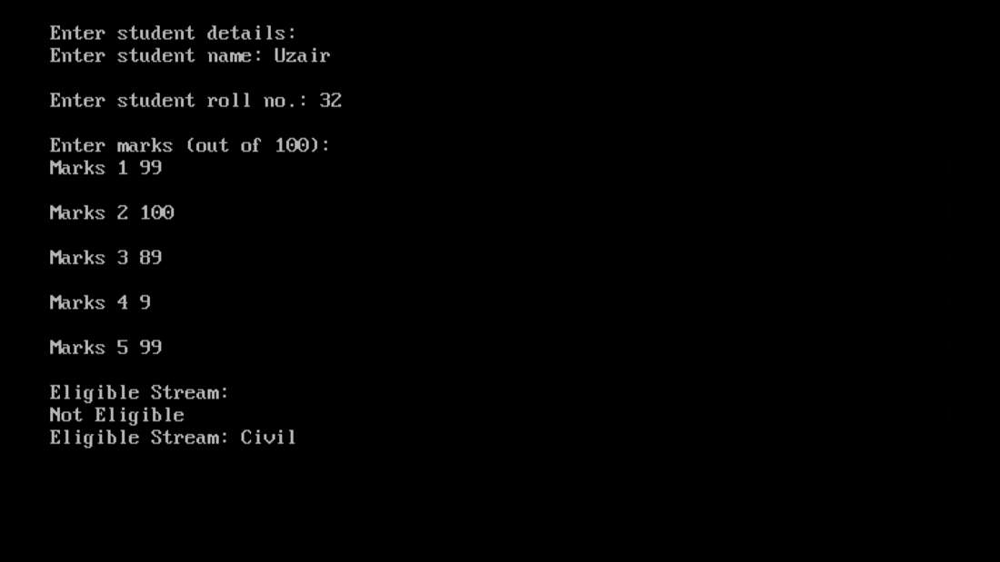 Enter student details:
Enter student name: Uzair
Enter student roll no.: 32
Enter marks (out of 100):
Marks 1 99
Marks 2 100
Marks 3 89
Marks 4 9
Marks 5 99
Eligible Stream:
Not Eligible
Eligible Stream: Civil